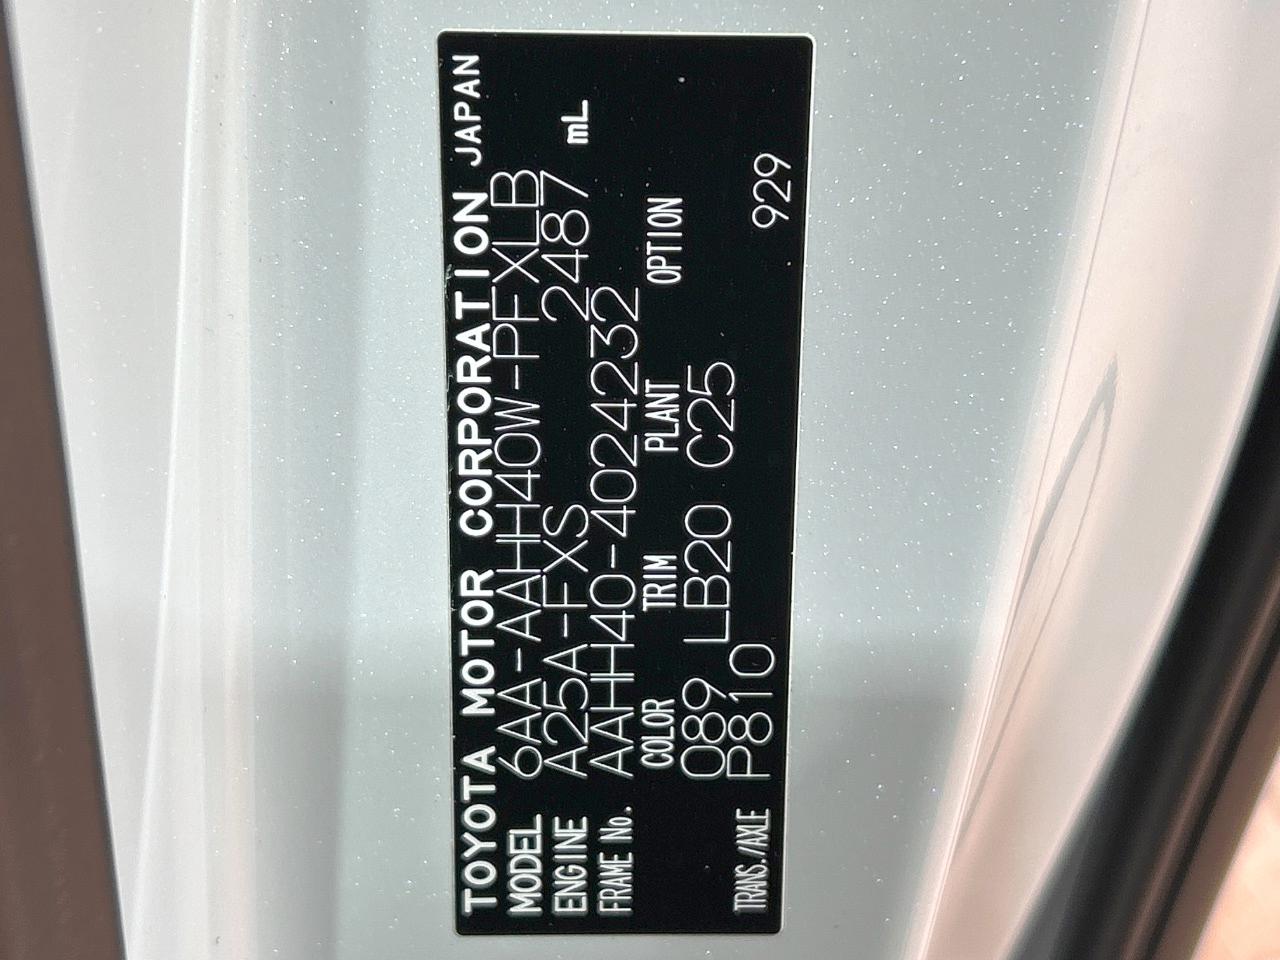 TOYOTA MOTOR CORPORATION JAPAN
MODEL 6AA-AAHH40W-PFXLB
ENGINE A25A-FXS 2487 mL
FRAME No. AAHH40-4024232
COLOR TRIM PLANT OPTION
089 LB20 C25
TRANS./AXLE P810 929